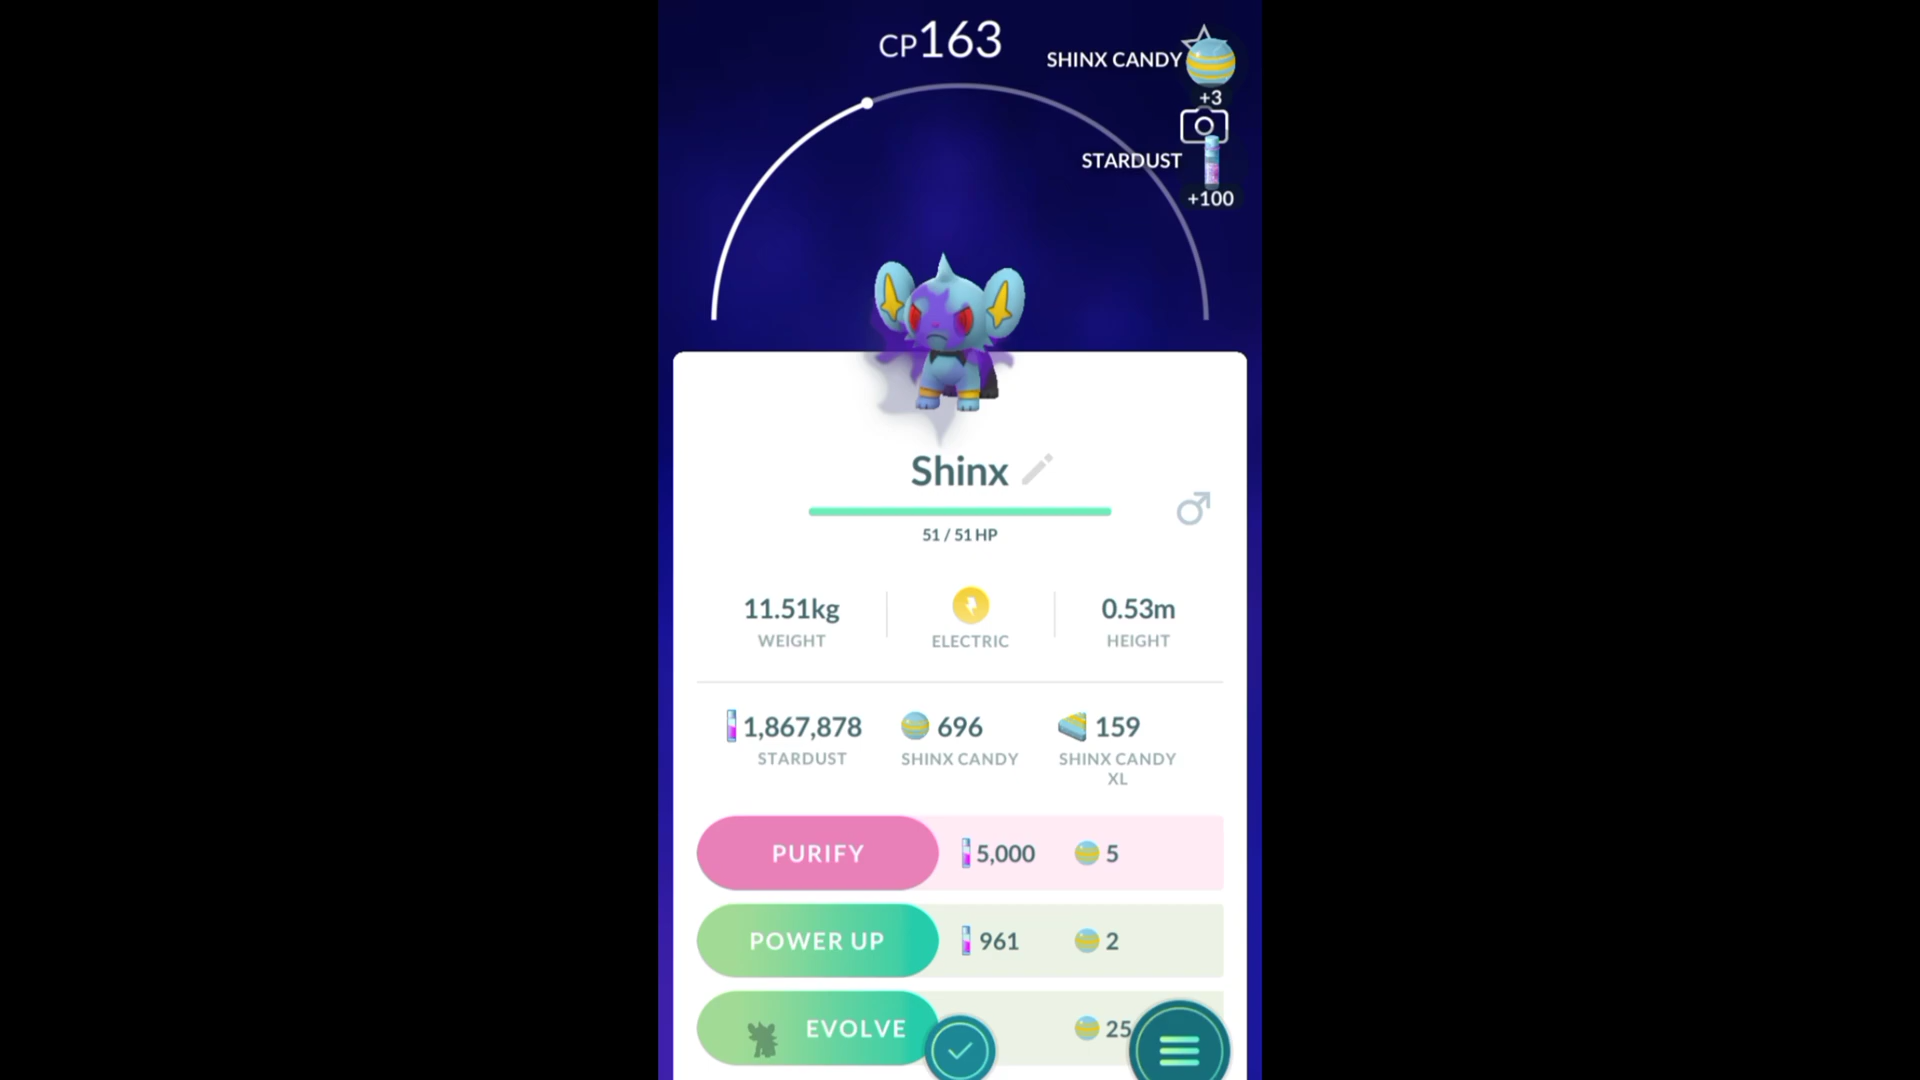 CP163
SHINX CANDY
+3
STARDUST
+100
Shinx
51 / 51 HP
11.51kg
WEIGHT
ELECTRIC
0.53m
HEIGHT
1,867,878
STARDUST
696
SHINX CANDY
159
SHINX CANDY
XL
PURIFY 5,000 5
POWER UP 961 2
EVOLVE 25